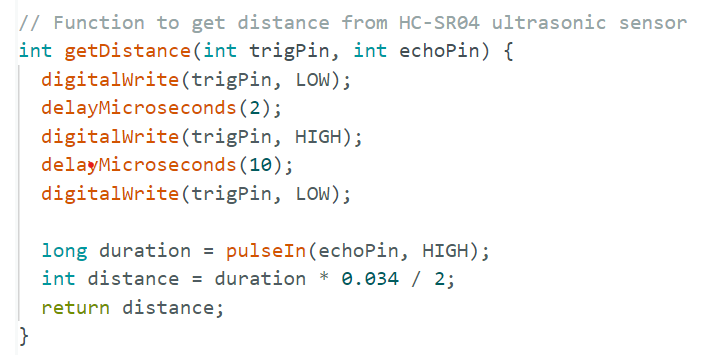 // Function to get distance from HC-SR04 ultrasonic sensor
int getDistance(int trigPin, int echoPin) {
  digitalWrite(trigPin, LOW);
  delayMicroseconds(2);
  digitalWrite(trigPin, HIGH);
  delayMicroseconds(10);
  digitalWrite(trigPin, LOW);

  long duration = pulseIn(echoPin, HIGH);
  int distance = duration * 0.034 / 2;
  return distance;
}